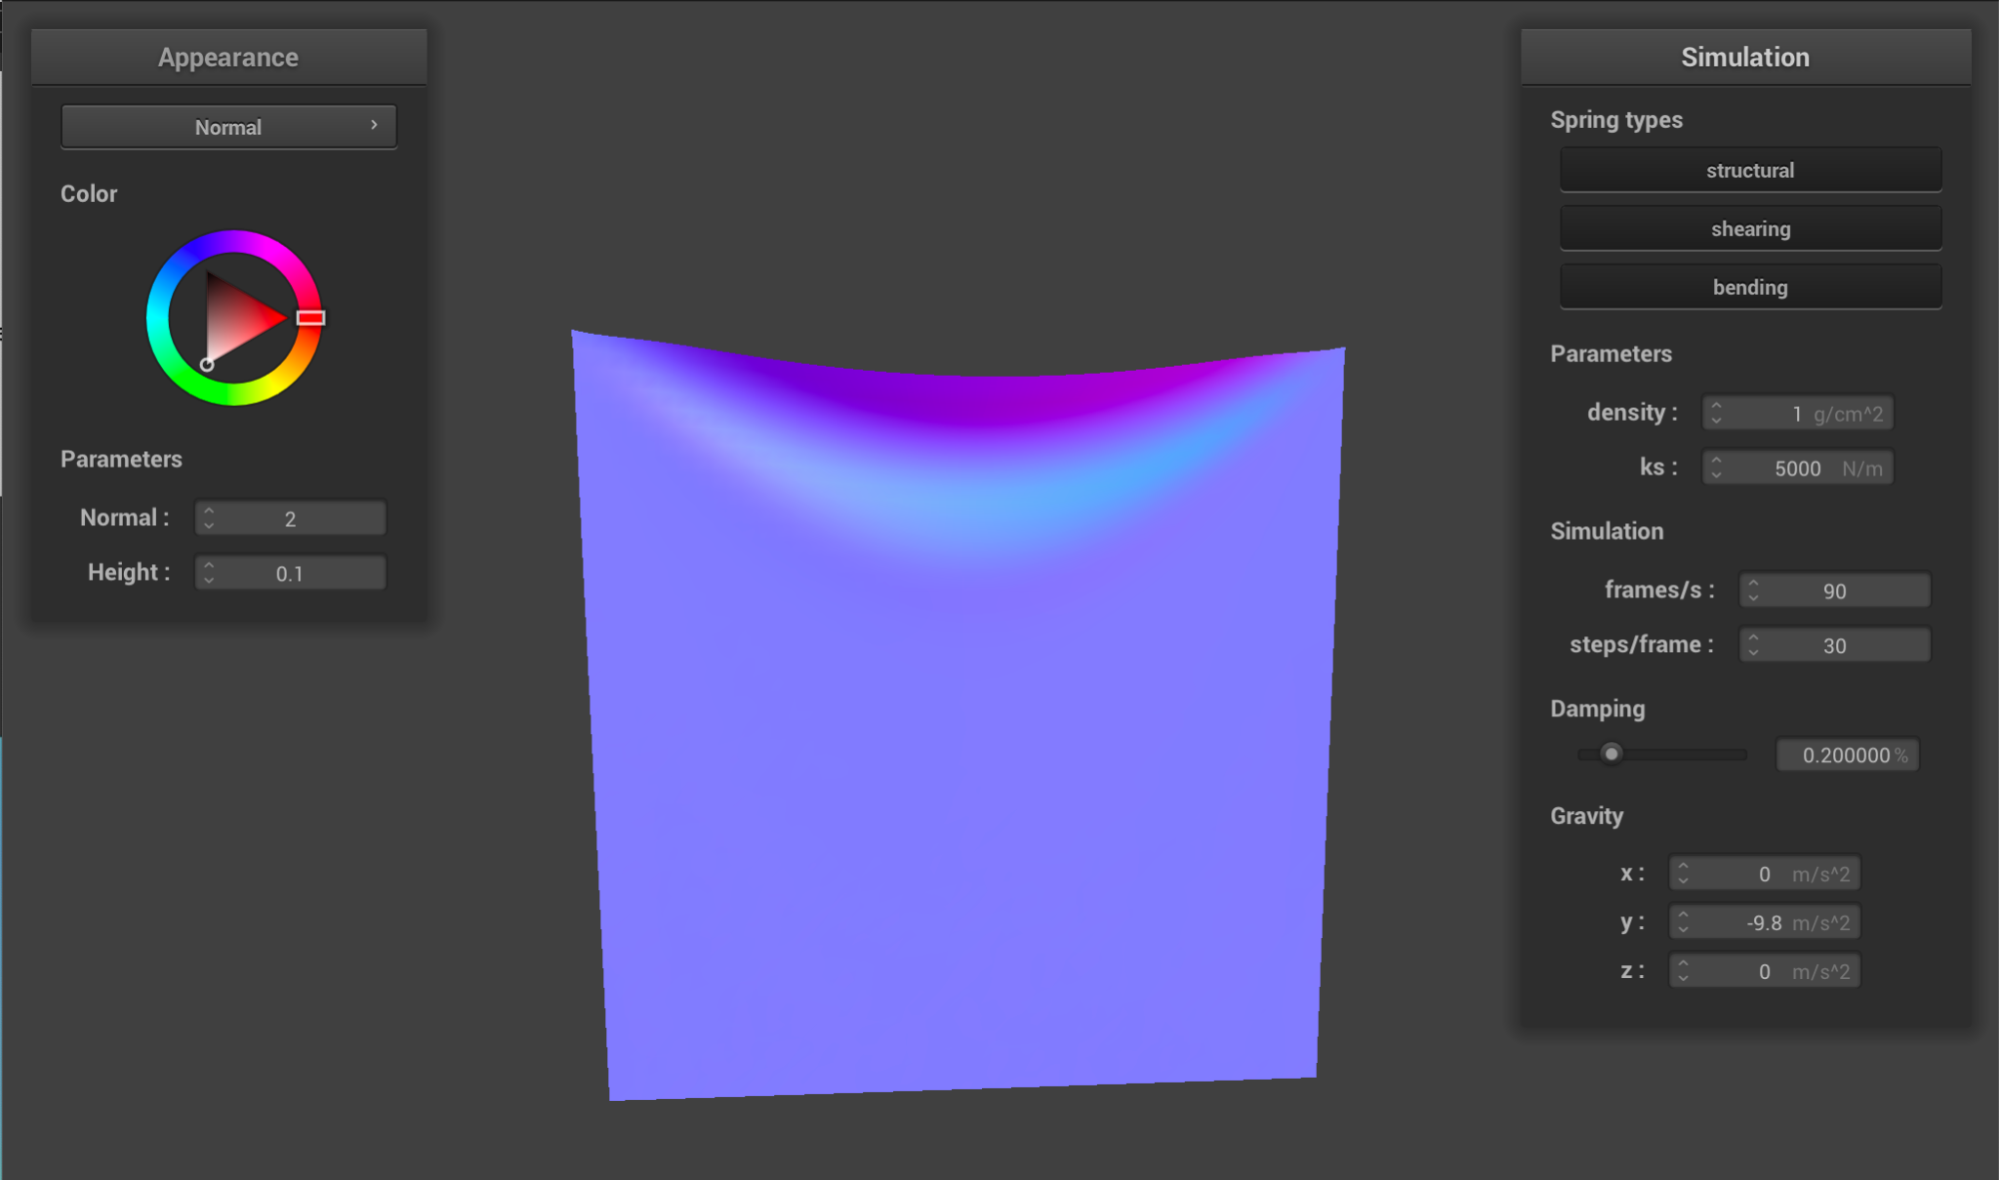 Appearance
Normal
Color
Parameters
Normal : 2
Height : 0.1
Simulation
Spring types
structural
shearing
bending
Parameters
density : 1 g/cm^2
ks : 5000 N/m
Simulation
frames/s : 90
steps/frame : 30
Damping
0.200000 %
Gravity
x : 0 m/s^2
y : -9.8 m/s^2
z : 0 m/s^2